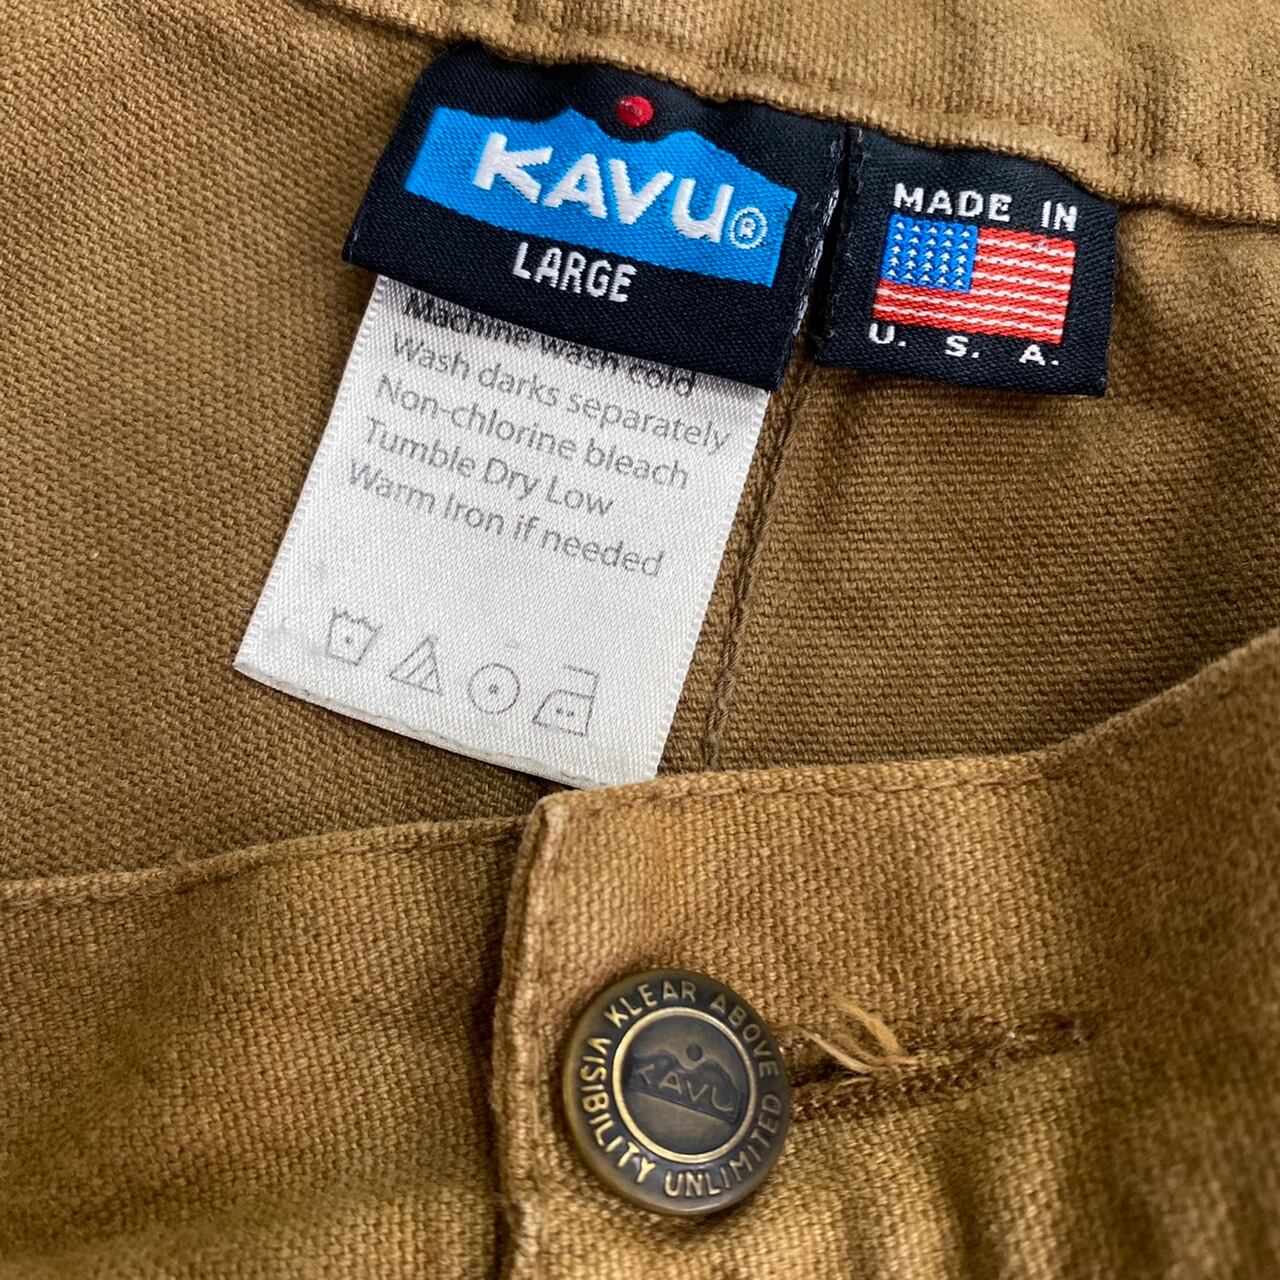 KAVU®
LARGE
MADE IN
U. S. A.
Machine wash cold
Wash darks separately
Non-chlorine bleach
Tumble Dry Low
Warm Iron if needed
KLEAR ABOVE VISIBILITY UNLIMITED
KAVU